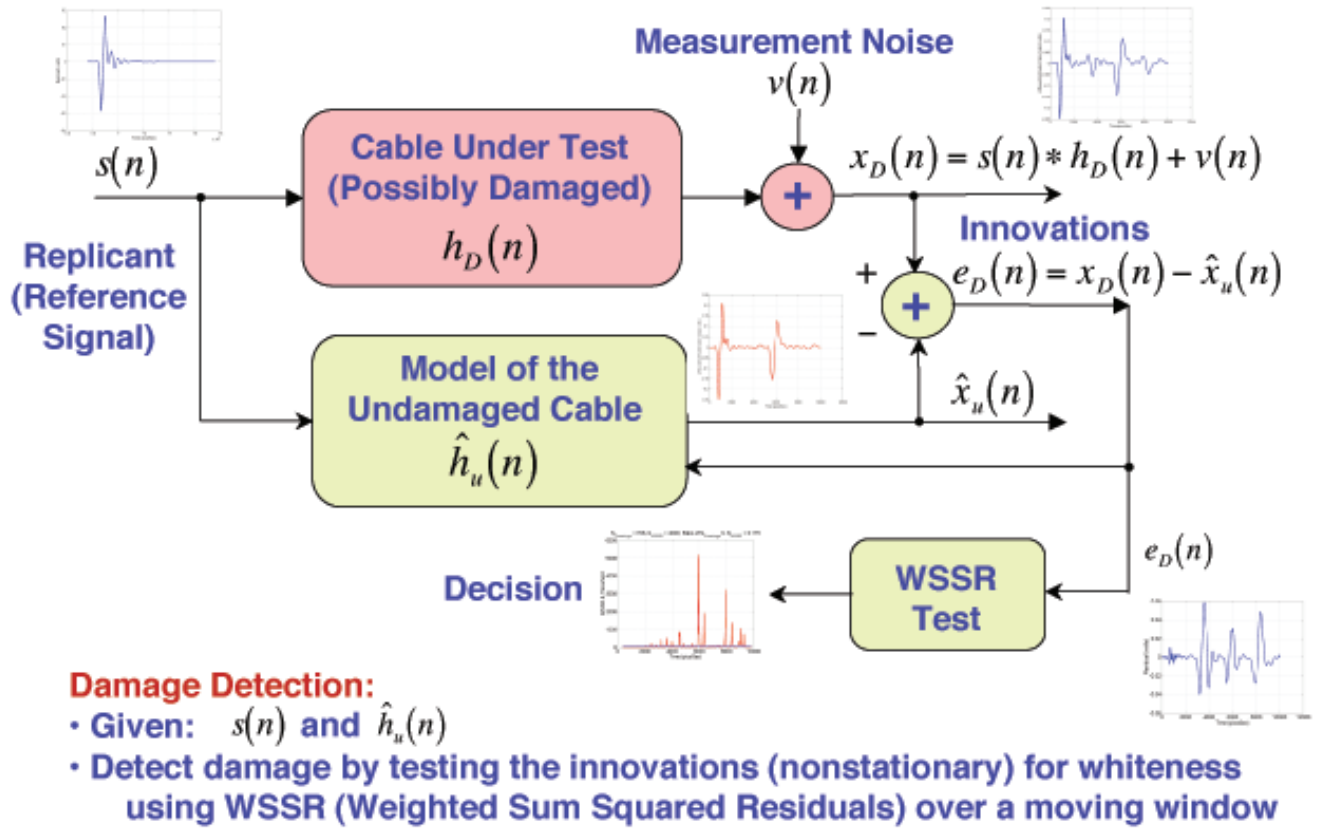 Measurement Noise
v(n)
s(n)
Cable Under Test
(Possibly Damaged)
h_D(n)
+
x_D(n) = s(n) * h_D(n) + v(n)
Replicant
(Reference
Signal)
Innovations
e_D(n) = x_D(n) − x̂_u(n)
+
+
−
Model of the
Undamaged Cable
ĥ_u(n)
x̂_u(n)
Decision
WSSR
Test
e_D(n)
Damage Detection:
• Given: s(n) and ĥ_u(n)
• Detect damage by testing the innovations (nonstationary) for whiteness
using WSSR (Weighted Sum Squared Residuals) over a moving window